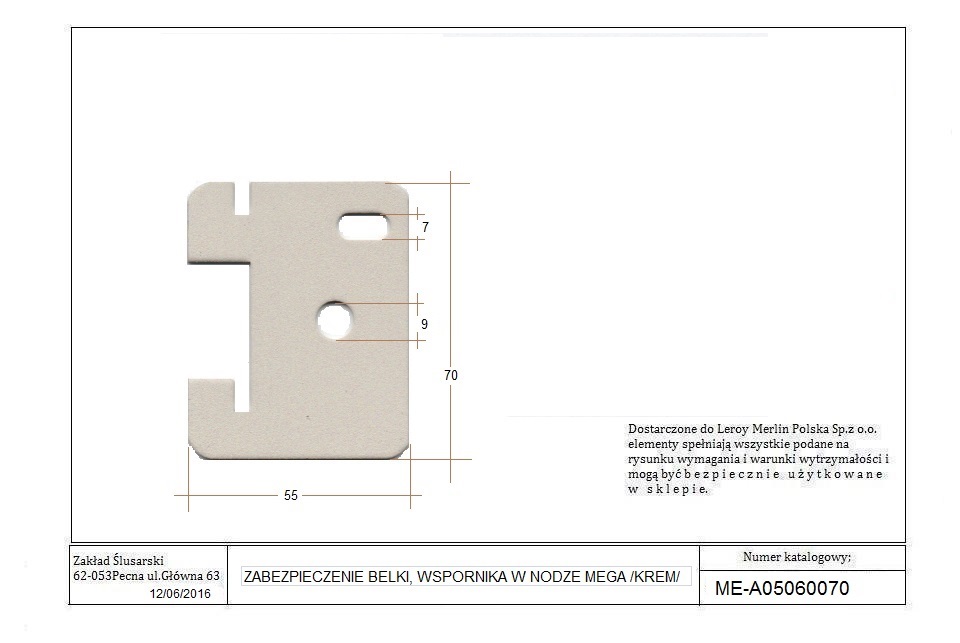 7
9
70
55
Dostarczone do Leroy Merlin Polska Sp.z o.o.
elementy spełniają wszystkie podane na
rysunku wymagania i warunki wytrzymałości i
mogą być b e z p i e c z n i e u ż y t k o w a n e
w s k l e p i e.
Zakład Ślusarski
62-053Pecna ul.Główna 63
12/06/2016
ZABEZPIECZENIE BELKI, WSPORNIKA W NODZE MEGA /KREM/
Numer katalogowy;
ME-A05060070